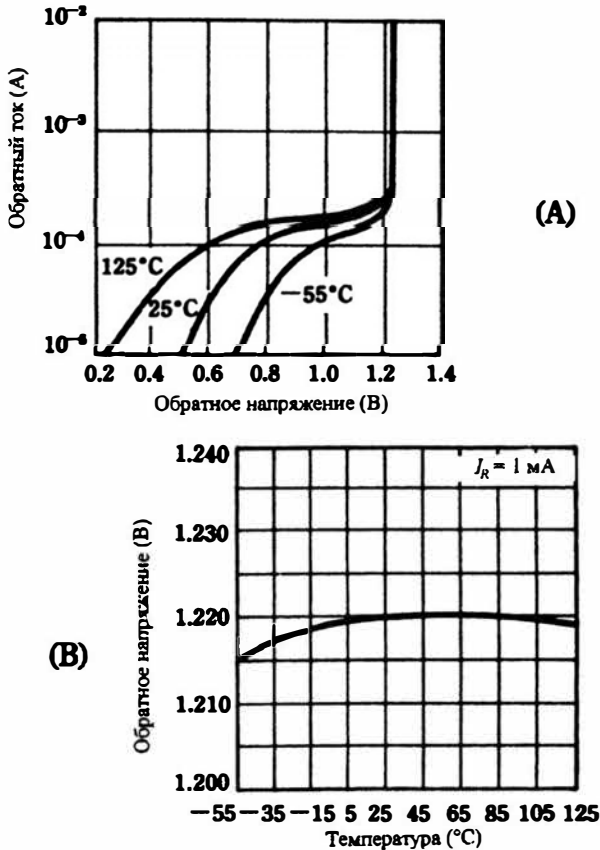 10⁻²
10⁻³
10⁻⁴
10⁻⁵
Обратный ток (А)
125°C
25°C
−55°C
0.2 0.4 0.6 0.8 1.0 1.2 1.4
Обратное напряжение (В)
(A)
1.240
1.230
1.220
1.210
1.200
Обратное напряжение (В)
J_R = 1 мА
(B)
−55 −35 −15 5 25 45 65 85 105 125
Температура (°C)